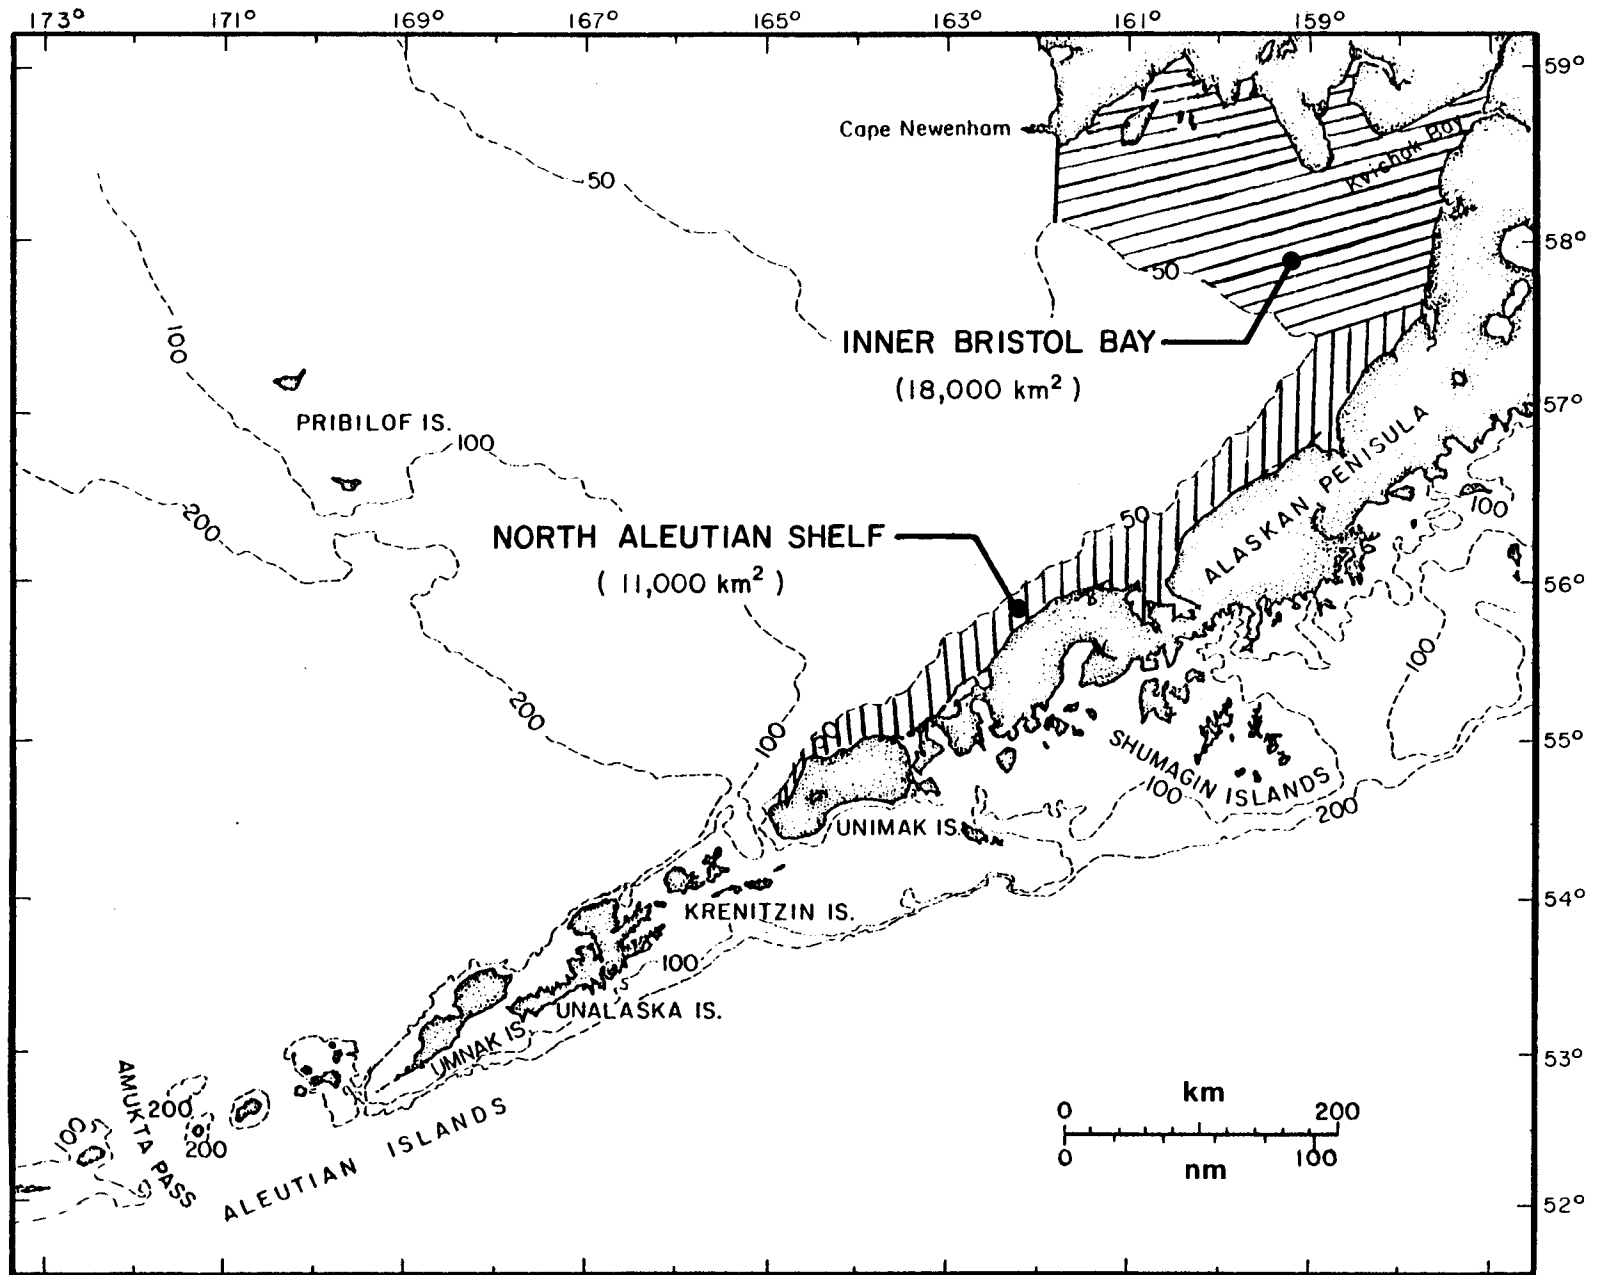 173° 171° 169° 167° 165° 163° 161° 159°
59°
Cape Newenham
Kvichak Bay
50
58°
50
INNER BRISTOL BAY
(18,000 km²)
100
57°
PRIBILOF IS.
100
ALASKAN PENISULA
200
50
100
NORTH ALEUTIAN SHELF
(11,000 km²)
56°
100
200
100
55°
SHUMAGIN ISLANDS
100
200
UNIMAK IS.
54°
KRENITZIN IS.
100
UNALASKA IS.
UMNAK IS.
53°
AMUKTA PASS
200
100
200
ALEUTIAN ISLANDS
km
0 200
0 100
nm
52°